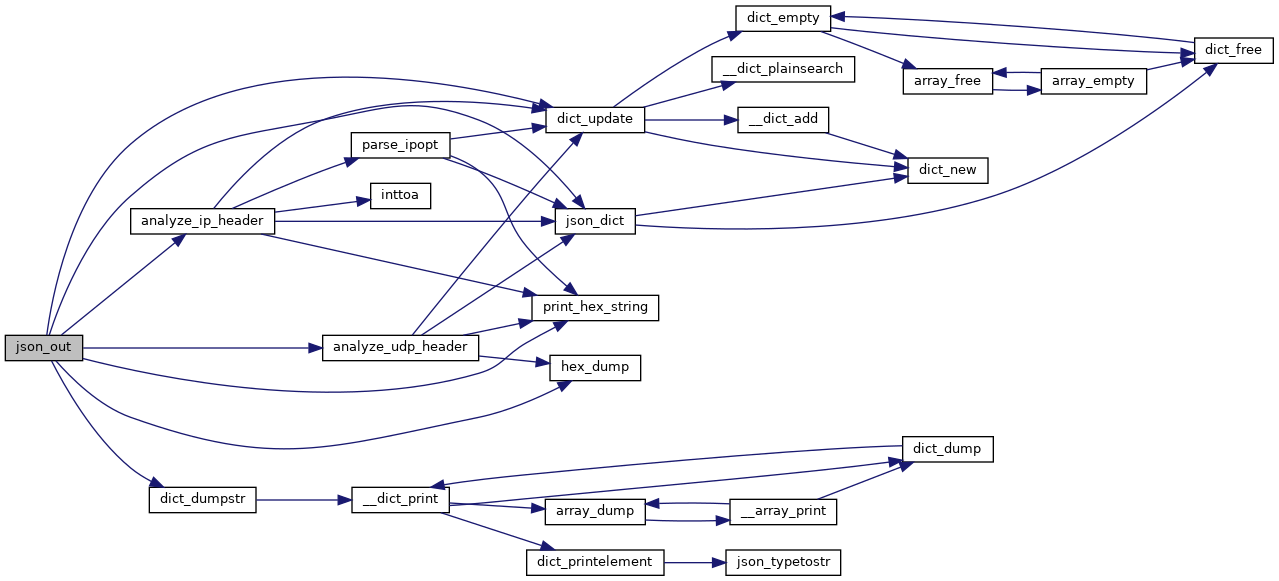 dict_empty
dict_free
__dict_plainsearch
array_free
array_empty
dict_update
__dict_add
parse_ipopt
dict_new
inttoa
analyze_ip_header
json_dict
print_hex_string
json_out
analyze_udp_header
hex_dump
dict_dump
dict_dumpstr
__dict_print
array_dump
__array_print
dict_printelement
json_typetostr